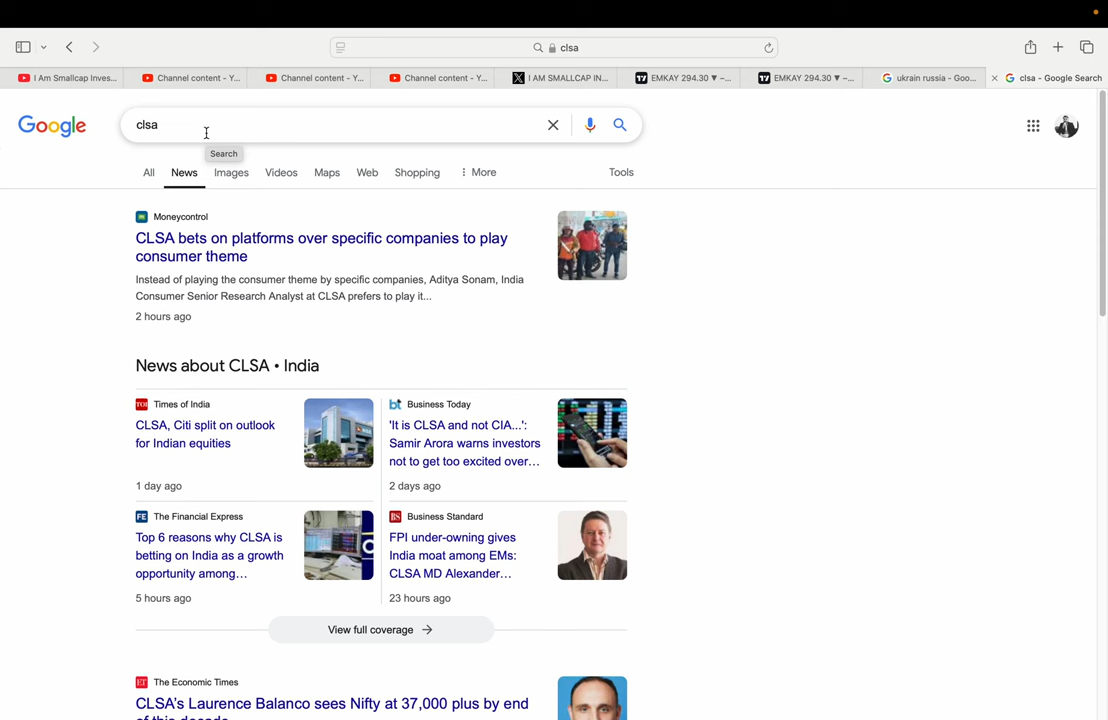 clsa
I Am Smallcap Inves...
Channel content - Y...
Channel content - Y...
Channel content - Y...
I AM SMALLCAP IN...
EMKAY 294.30 ▼ –...
EMKAY 294.30 ▼ –...
ukrain russia - Goo...
clsa - Google Search
Google
clsa
Search
All
News
Images
Videos
Maps
Web
Shopping
More
Tools
Moneycontrol
CLSA bets on platforms over specific companies to play
consumer theme
Instead of playing the consumer theme by specific companies, Aditya Sonam, India
Consumer Senior Research Analyst at CLSA prefers to play it...
2 hours ago
News about CLSA • India
TOI Times of India
CLSA, Citi split on outlook
for Indian equities
1 day ago
bt Business Today
'It is CLSA and not CIA...':
Samir Arora warns investors
not to get too excited over…
2 days ago
FE The Financial Express
Top 6 reasons why CLSA is
betting on India as a growth
opportunity among…
5 hours ago
BS Business Standard
FPI under-owning gives
India moat among EMs:
CLSA MD Alexander…
23 hours ago
View full coverage
ET The Economic Times
CLSA's Laurence Balanco sees Nifty at 37,000 plus by end
of this decade